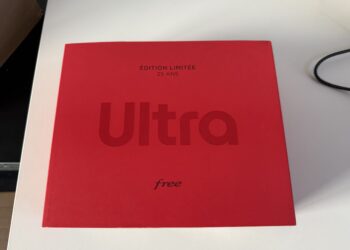 ÉDITION LIMITÉE
25 ANS
Ultra
free